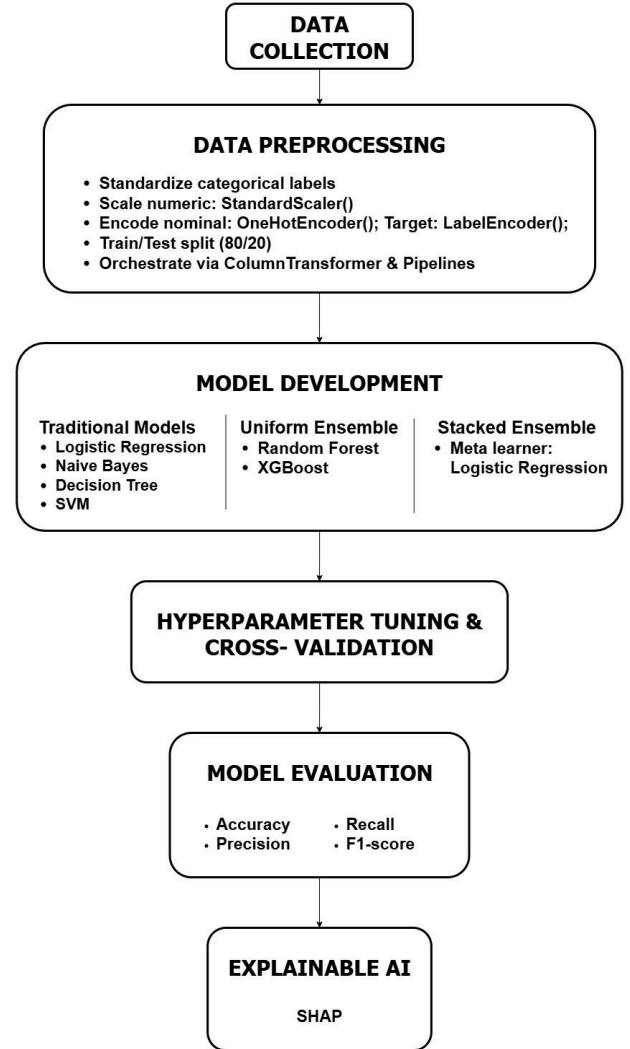 DATA
COLLECTION
DATA PREPROCESSING
• Standardize categorical labels
• Scale numeric: StandardScaler()
• Encode nominal: OneHotEncoder(); Target: LabelEncoder();
• Train/Test split (80/20)
• Orchestrate via ColumnTransformer & Pipelines
MODEL DEVELOPMENT
Traditional Models
• Logistic Regression
• Naive Bayes
• Decision Tree
• SVM
Uniform Ensemble
• Random Forest
• XGBoost
Stacked Ensemble
• Meta learner:
Logistic Regression
HYPERPARAMETER TUNING &
CROSS- VALIDATION
MODEL EVALUATION
• Accuracy
• Precision
• Recall
• F1-score
EXPLAINABLE AI
SHAP